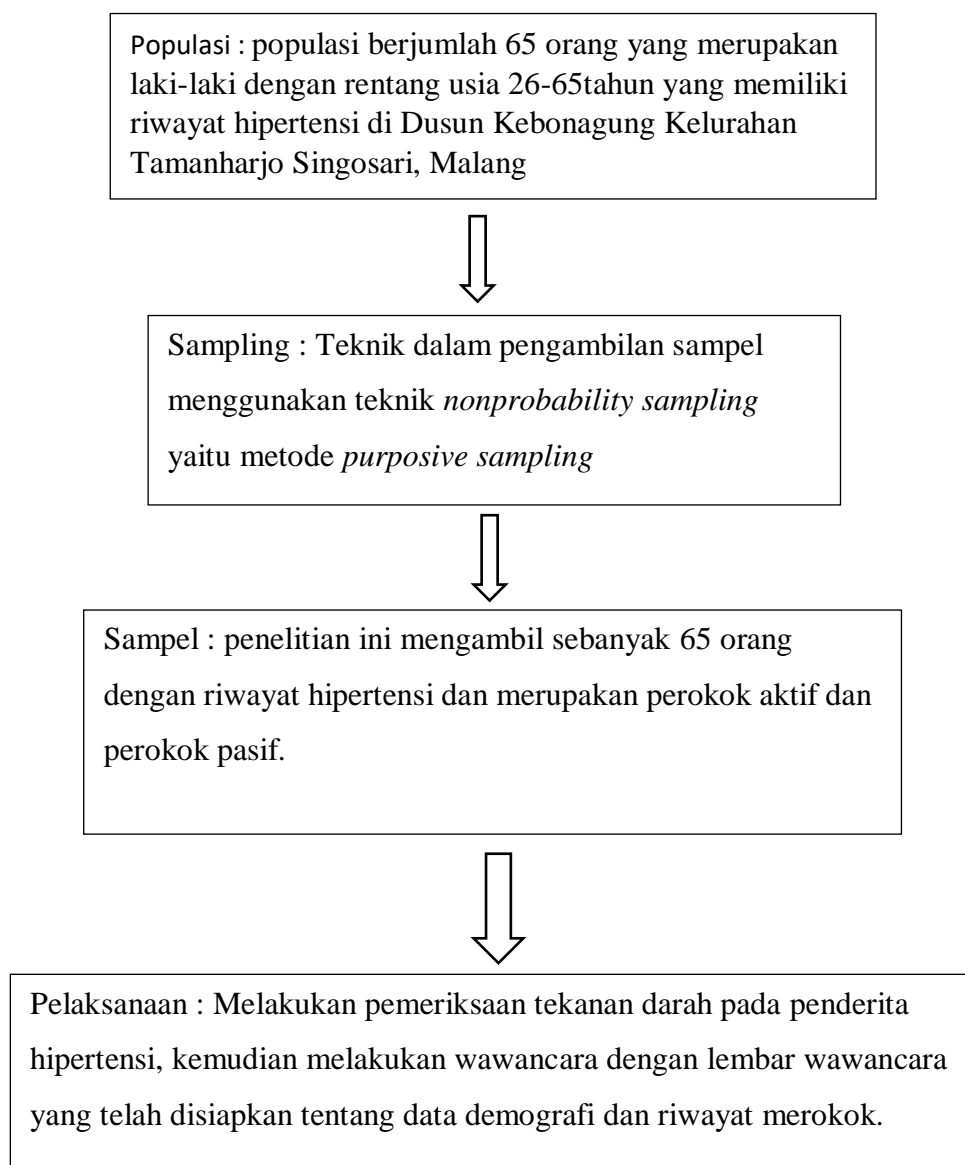 Populasi : populasi berjumlah 65 orang yang merupakan
laki-laki dengan rentang usia 26-65tahun yang memiliki
riwayat hipertensi di Dusun Kebonagung Kelurahan
Tamanharjo Singosari, Malang
Sampling : Teknik dalam pengambilan sampel
menggunakan teknik nonprobability sampling
yaitu metode purposive sampling
Sampel : penelitian ini mengambil sebanyak 65 orang
dengan riwayat hipertensi dan merupakan perokok aktif dan
perokok pasif.
Pelaksanaan : Melakukan pemeriksaan tekanan darah pada penderita
hipertensi, kemudian melakukan wawancara dengan lembar wawancara
yang telah disiapkan tentang data demografi dan riwayat merokok.